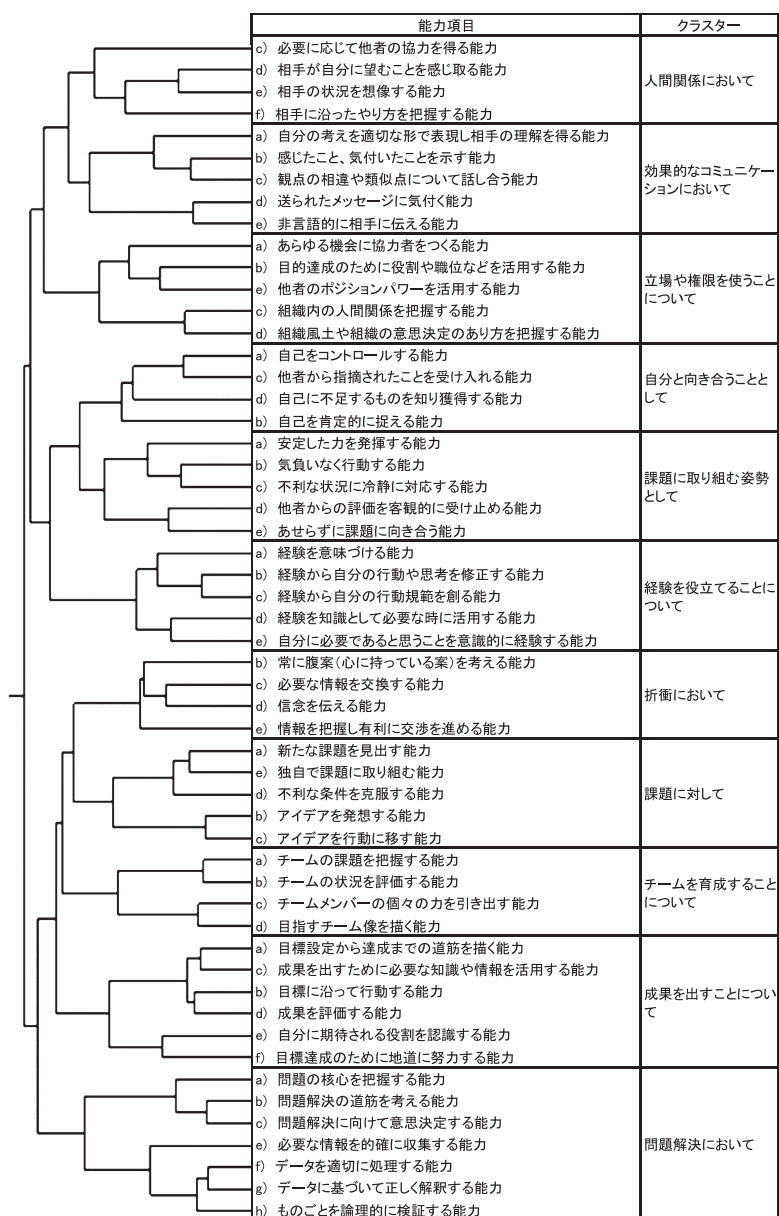 能力項目 クラスター
c) 必要に応じて他者の協力を得る能力
d) 相手が自分に望むことを感じ取る能力
e) 相手の状況を想像する能力
f) 相手に沿ったやり方を把握する能力
人間関係において
a) 自分の考えを適切な形で表現し相手の理解を得る能力
b) 感じたこと、気付いたことを示す能力
c) 観点の相違や類似点について話し合う能力
d) 送られたメッセージに気付く能力
e) 非言語的に相手に伝える能力
効果的なコミュニケー
ションにおいて
a) あらゆる機会に協力者をつくる能力
b) 目的達成のために役割や職位などを活用する能力
e) 他者のポジションパワーを活用する能力
c) 組織内の人間関係を把握する能力
d) 組織風土や組織の意思決定のあり方を把握する能力
立場や権限を使うこと
について
a) 自己をコントロールする能力
c) 他者から指摘されたことを受け入れる能力
d) 自己に不足するものを知り獲得する能力
b) 自己を肯定的に捉える能力
自分と向き合うことと
して
a) 安定した力を発揮する能力
b) 気負いなく行動する能力
c) 不利な状況に冷静に対応する能力
d) 他者からの評価を客観的に受け止める能力
e) あせらずに課題に向き合う能力
課題に取り組む姿勢
として
a) 経験を意味づける能力
b) 経験から自分の行動や思考を修正する能力
c) 経験から自分の行動規範を創る能力
d) 経験を知識として必要な時に活用する能力
e) 自分に必要であると思うことを意識的に経験する能力
経験を役立てることに
ついて
b) 常に腹案(心に持っている案)を考える能力
c) 必要な情報を交換する能力
d) 信念を伝える能力
e) 情報を把握し有利に交渉を進める能力
折衝において
a) 新たな課題を見出す能力
e) 独自で課題に取り組む能力
d) 不利な条件を克服する能力
b) アイデアを発想する能力
c) アイデアを行動に移す能力
課題に対して
a) チームの課題を把握する能力
b) チームの状況を評価する能力
c) チームメンバーの個々の力を引き出す能力
d) 目指すチーム像を描く能力
チームを育成すること
について
a) 目標設定から達成までの道筋を描く能力
c) 成果を出すために必要な知識や情報を活用する能力
b) 目標に沿って行動する能力
d) 成果を評価する能力
e) 自分に期待される役割を認識する能力
f) 目標達成のために地道に努力する能力
成果を出すことについ
て
a) 問題の核心を把握する能力
b) 問題解決の道筋を考える能力
c) 問題解決に向けて意思決定する能力
e) 必要な情報を的確に収集する能力
f) データを適切に処理する能力
g) データに基づいて正しく解釈する能力
h) ものごとを論理的に検証する能力
問題解決において